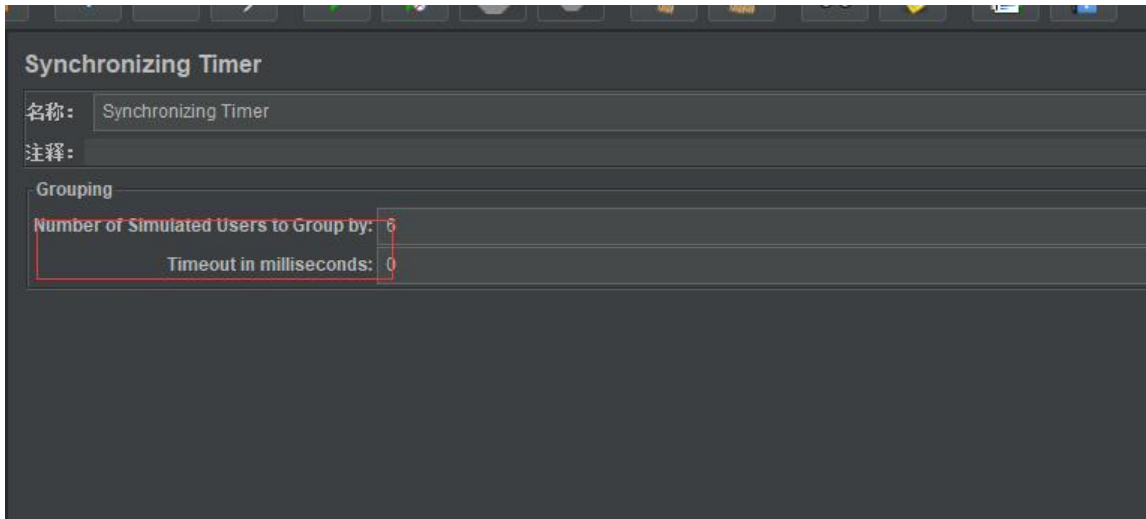 Synchronizing Timer
名称： Synchronizing Timer
注释：
Grouping
Number of Simulated Users to Group by: 6
Timeout in milliseconds: 0